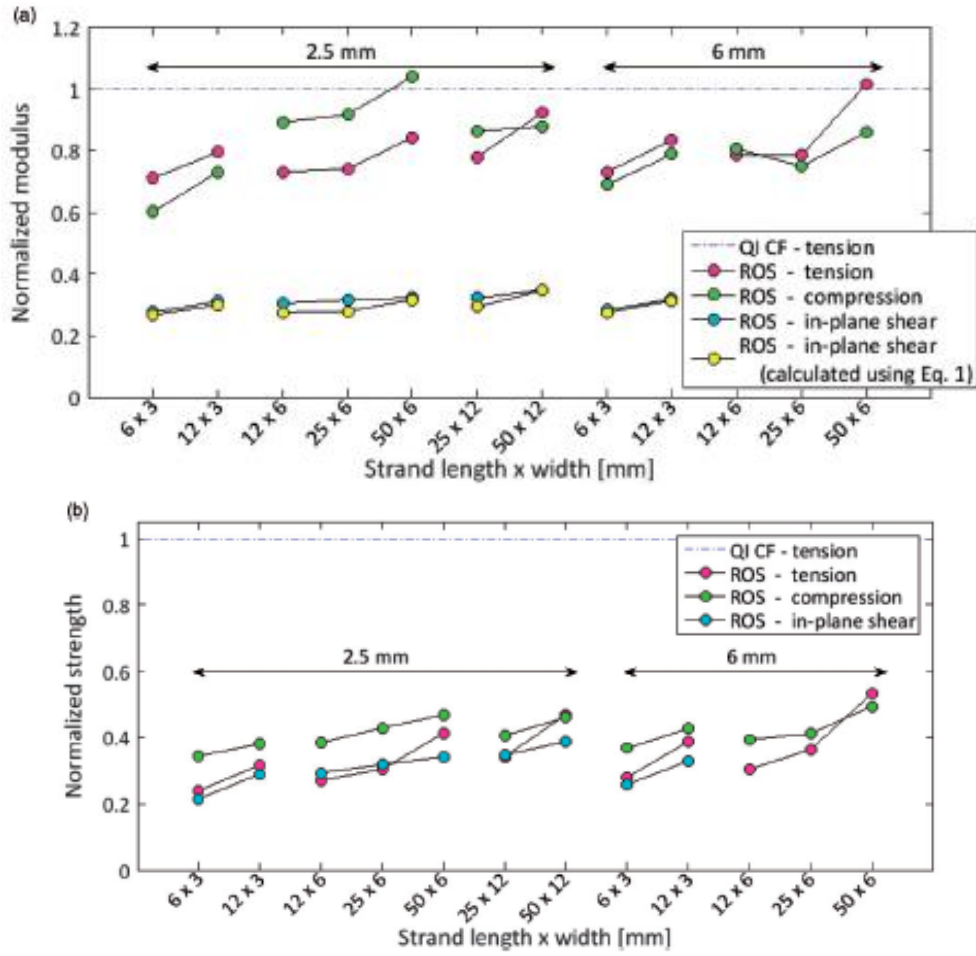 (a)
1.2
2.5 mm
6 mm
1
0.8
0.6
0.4
0.2
0
Normalized modulus
QI CF - tension
ROS - tension
ROS - compression
ROS - in-plane shear
ROS - in-plane shear
(calculated using Eq. 1)
6 x 3
12 x 3
12 x 6
25 x 6
50 x 6
25 x 12
50 x 12
6 x 3
12 x 3
12 x 6
25 x 6
50 x 6
Strand length x width [mm]
(b)
1
0.8
0.6
0.4
0.2
0
Normalized strength
QI CF - tension
ROS - tension
ROS - compression
ROS - in-plane shear
2.5 mm
6 mm
6 x 3
12 x 3
12 x 6
25 x 6
50 x 6
25 x 12
50 x 12
6 x 3
12 x 3
12 x 6
25 x 6
50 x 6
Strand length x width [mm]